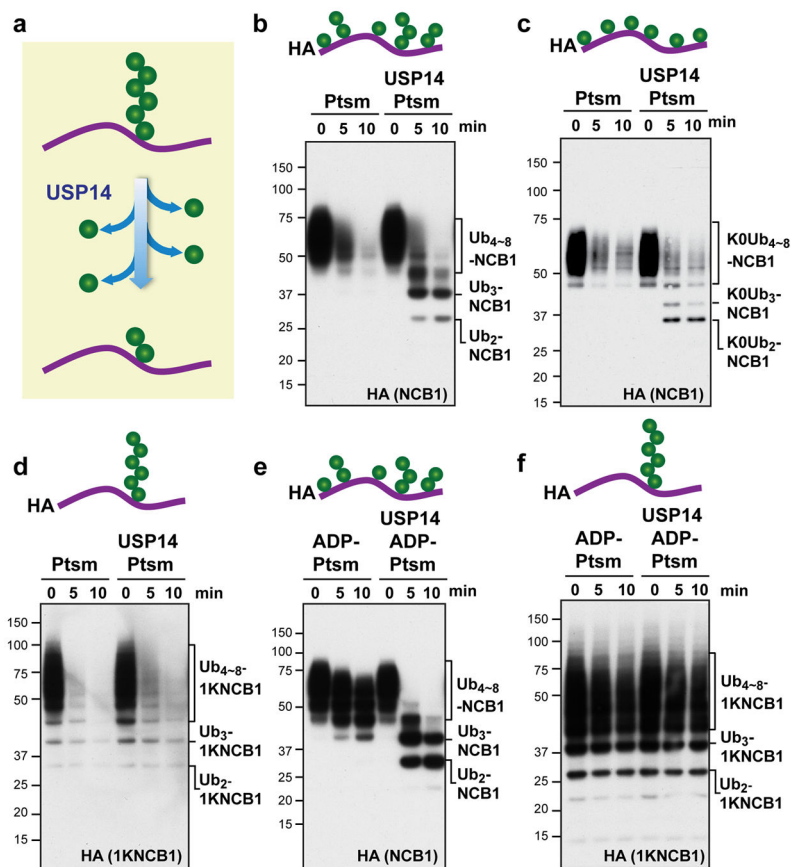 a
USP14
b
HA
USP14
Ptsm Ptsm
0 5 10 0 5 10 min
150
100
75
50
37
25
20
15
Ub4~8
-NCB1
Ub3-
NCB1
Ub2-
NCB1
HA (NCB1)
c
HA
USP14
Ptsm Ptsm
0 5 10 0 5 10 min
150
100
75
50
37
25
20
15
K0Ub4~8
-NCB1
K0Ub3-
NCB1
K0Ub2-
NCB1
HA (NCB1)
d
HA
USP14
Ptsm Ptsm
0 5 10 0 5 10 min
150
100
75
50
37
25
20
15
Ub4~8-
1KNCB1
Ub3-
1KNCB1
Ub2-
1KNCB1
HA (1KNCB1)
e
HA
USP14
ADP- ADP-
Ptsm Ptsm
0 5 10 0 5 10 min
150
100
75
50
37
25
20
15
Ub4~8
-NCB1
Ub3-
NCB1
Ub2-
NCB1
HA (NCB1)
f
HA
USP14
ADP- ADP-
Ptsm Ptsm
0 5 10 0 5 10 min
150
100
75
50
37
25
20
15
Ub4~8-
1KNCB1
Ub3-
1KNCB1
Ub2-
1KNCB1
HA (1KNCB1)